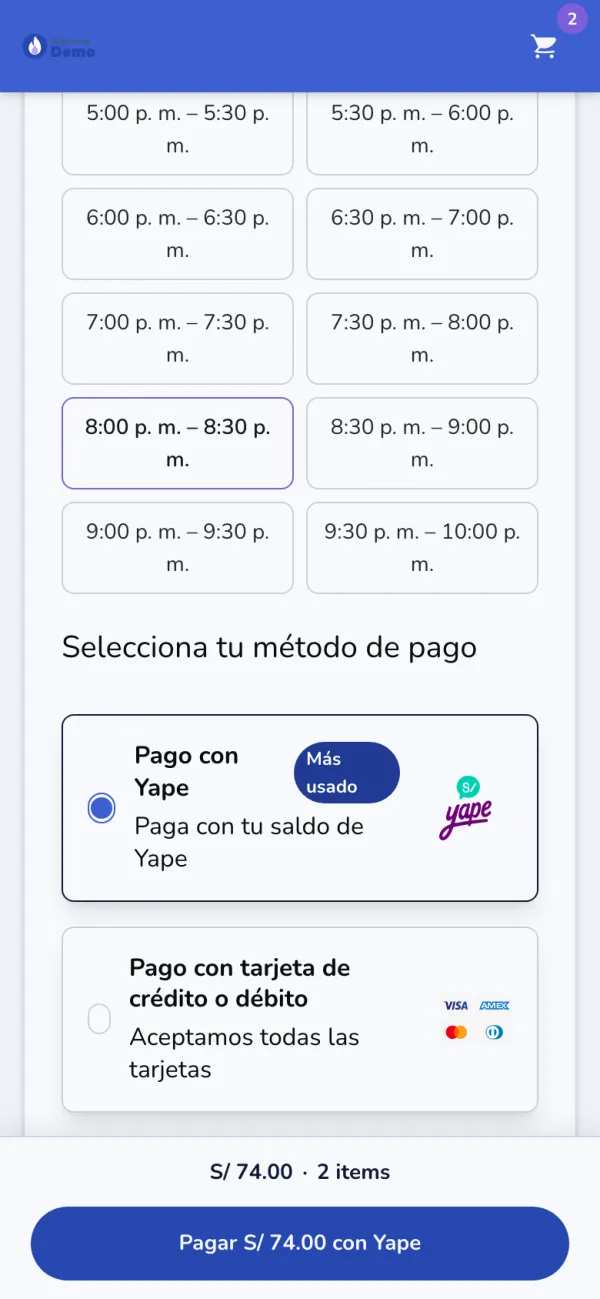 2
Demo
5:00 p. m. – 5:30 p.
m.
5:30 p. m. – 6:00 p.
m.
6:00 p. m. – 6:30 p.
m.
6:30 p. m. – 7:00 p.
m.
7:00 p. m. – 7:30 p.
m.
7:30 p. m. – 8:00 p.
m.
8:00 p. m. – 8:30 p.
m.
8:30 p. m. – 9:00 p.
m.
9:00 p. m. – 9:30 p.
m.
9:30 p. m. – 10:00 p.
m.
Selecciona tu método de pago
Pago con
Yape
Más
usado
Paga con tu saldo de
Yape
S/
yape
Pago con tarjeta de
crédito o débito
Aceptamos todas las
tarjetas
VISA
AMEX
S/ 74.00 · 2 items
Pagar S/ 74.00 con Yape